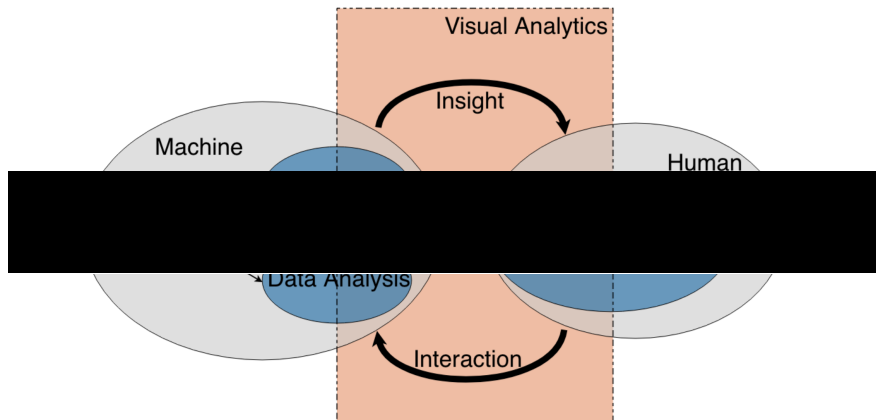 Visual Analytics
Insight
Machine
Human
Data Analysis
Interaction